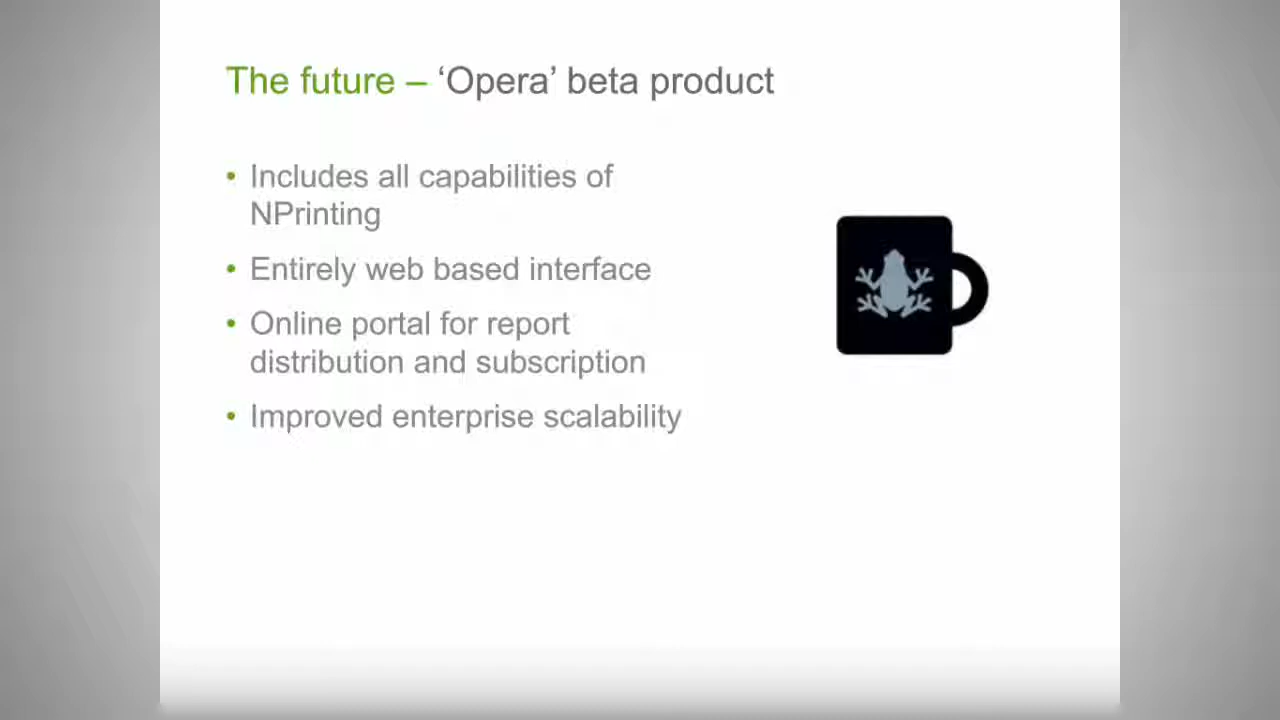 The future – ‘Opera’ beta product
• Includes all capabilities of
NPrinting
• Entirely web based interface
• Online portal for report
distribution and subscription
• Improved enterprise scalability